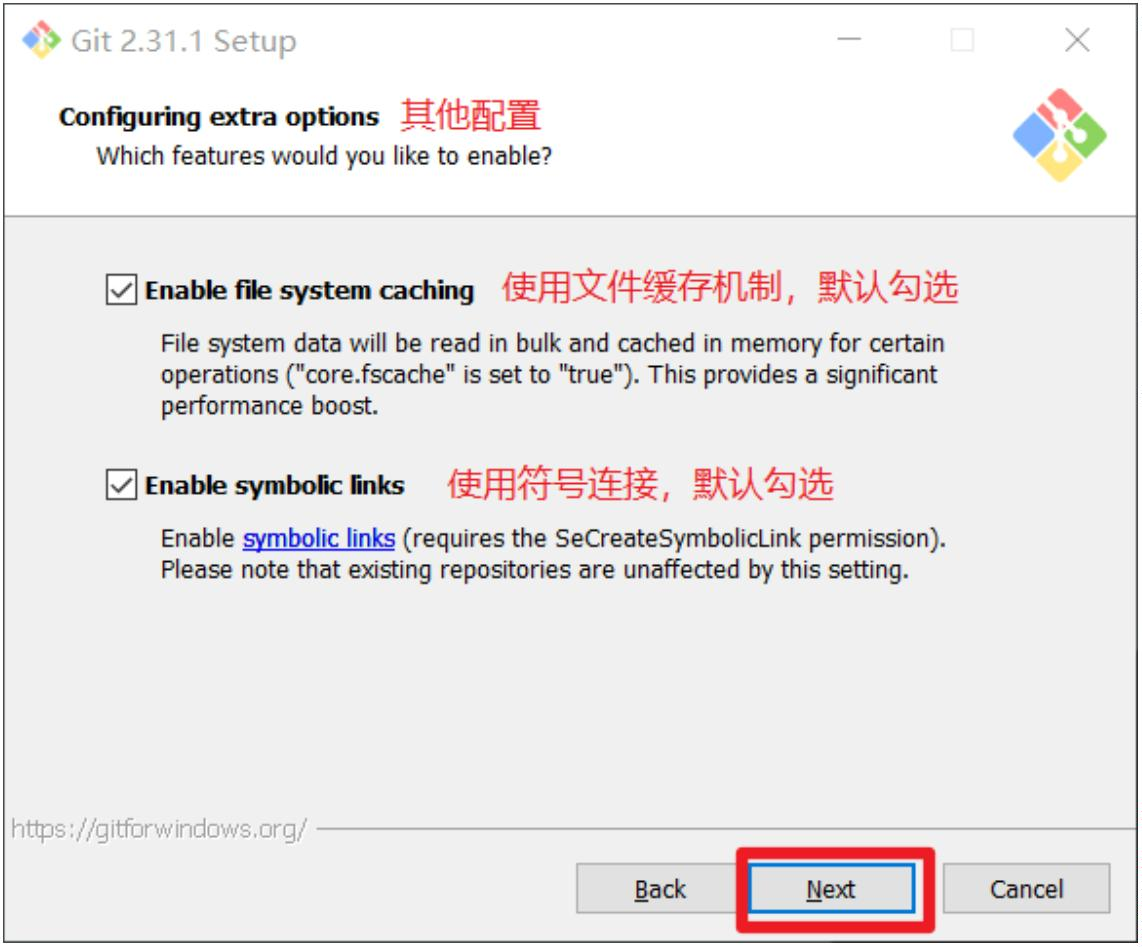 Git 2.31.1 Setup
Configuring extra options 其他配置
Which features would you like to enable?
Enable file system caching 使用文件缓存机制，默认勾选
File system data will be read in bulk and cached in memory for certain
operations ("core.fscache" is set to "true"). This provides a significant
performance boost.
Enable symbolic links 使用符号连接，默认勾选
Enable symbolic links (requires the SeCreateSymbolicLink permission).
Please note that existing repositories are unaffected by this setting.
https://gitforwindows.org/
Back Next Cancel